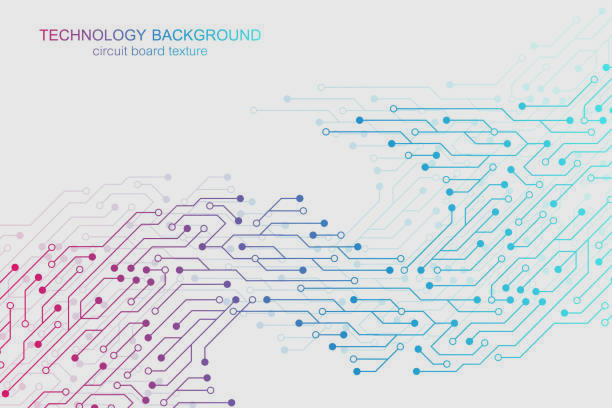 TECHNOLOGY BACKGROUND
circuit board texture